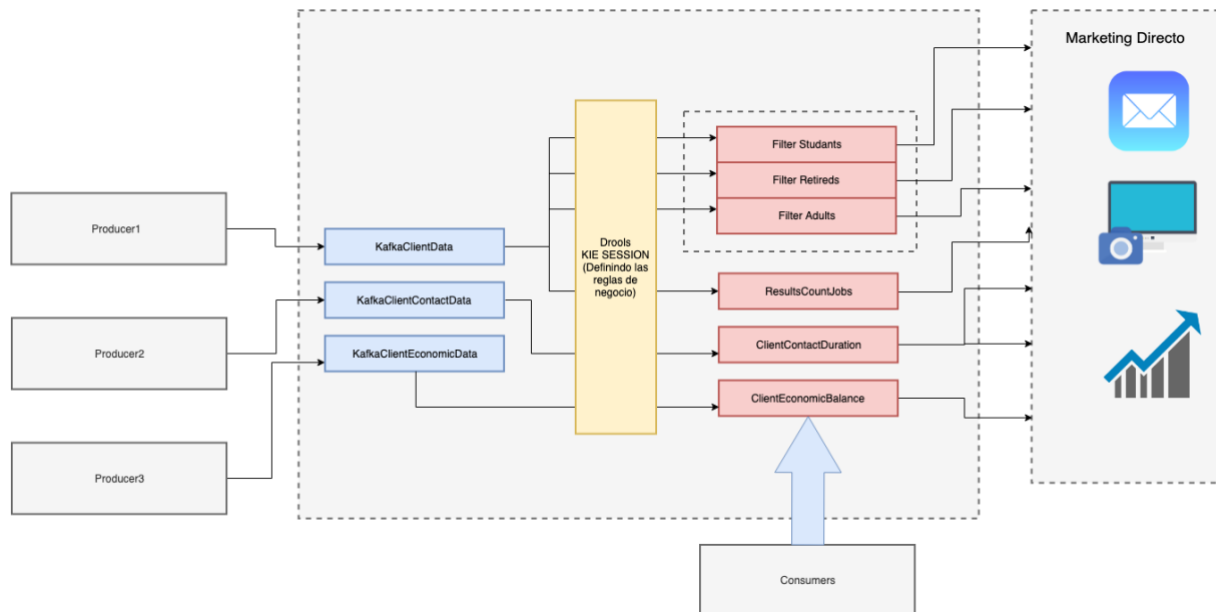 Marketing Directo
Filter Studants
Filter Retireds
Filter Adults
Producer1
KafkaClientData
Drools
KIE SESSION
(Definindo las
reglas de
negocio)
KafkaClientContactData
ResultsCountJobs
Producer2
KafkaClientEconomicData
ClientContactDuration
ClientEconomicBalance
Producer3
Consumers